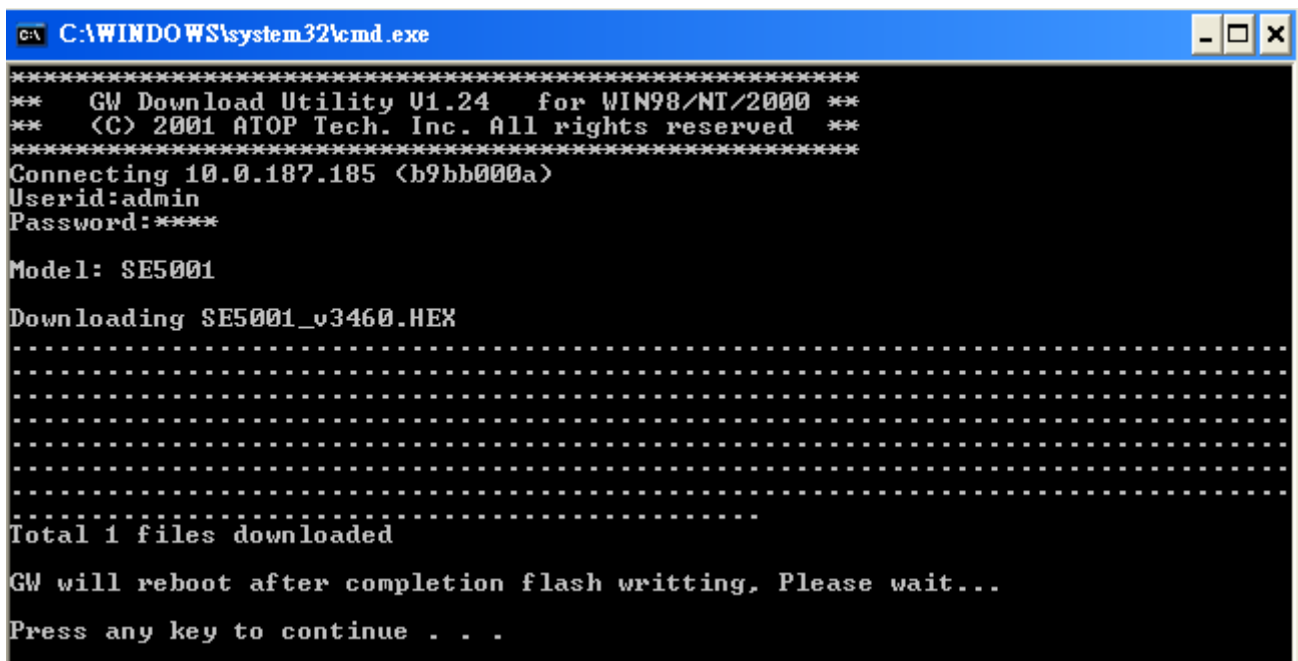 C:\WINDOWS\system32\cmd.exe
*****************************************************
**   GW Download Utility V1.24   for WIN98/NT/2000 **
**   (C) 2001 ATOP Tech. Inc. All rights reserved  **
*****************************************************
Connecting 10.0.187.185 (b9bb000a)
Userid:admin
Password:****
Model: SE5001
Downloading SE5001_v3460.HEX
................................................................................
................................................................................
................................................................................
................................................................................
................................................................................
................................................................................
................................................................................
...............................................
Total 1 files downloaded
GW will reboot after completion flash writting, Please wait...
Press any key to continue . . .